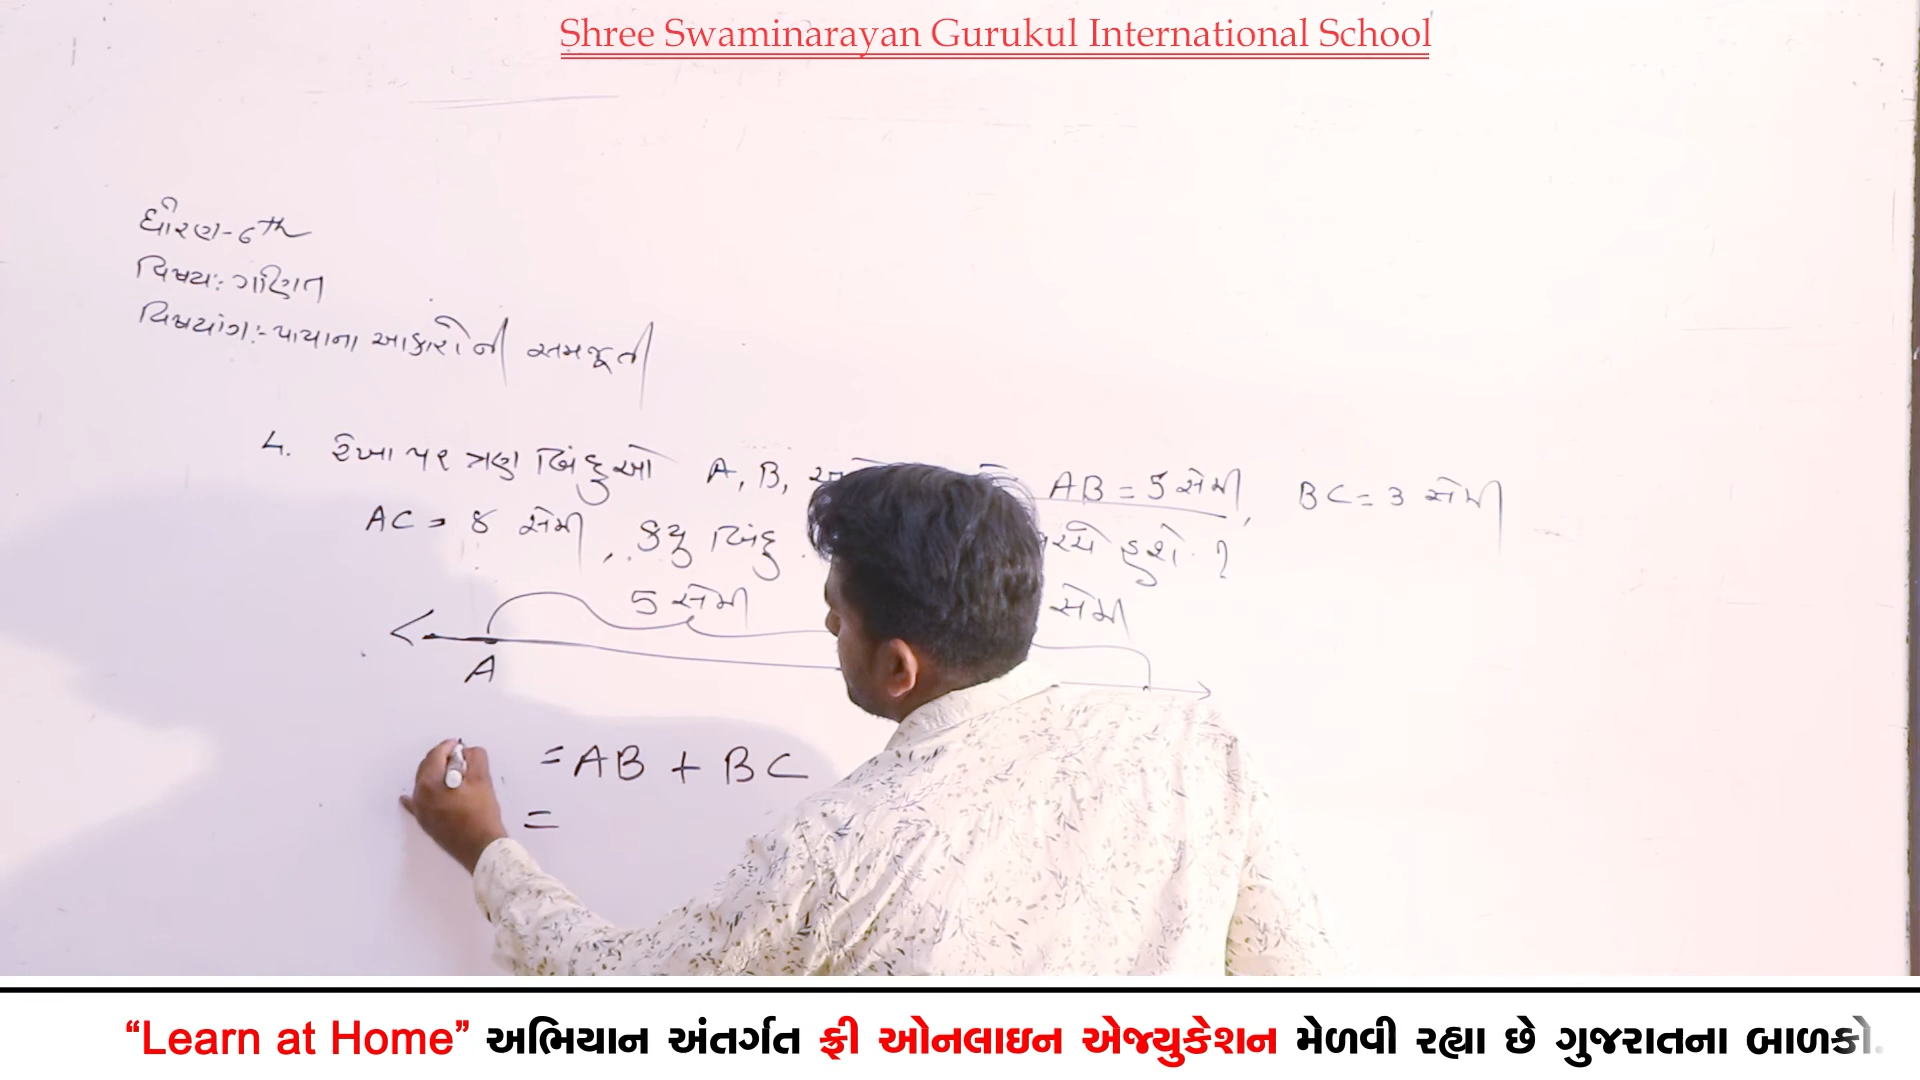 Shree Swaminarayan Gurukul International School
ધોરણ-6th
વિષય: ગણિત
વિષયાંગ:- પાયાના આકારોની સમજૂતી
4. રેખા પર ત્રણ બિંદુઓ A, B, AB = 5 સેમી, BC = 3 સેમી
AC = 8 સેમી, કયુ બિંદુ હશે. ?
5 સેમી સેમી
A
= AB + BC
=
“Learn at Home” અભિયાન અંતર્ગત ફ્રી ઓનલાઇન એજ્યુકેશન મેળવી રહ્યા છે ગુજરાતના બાળકો.